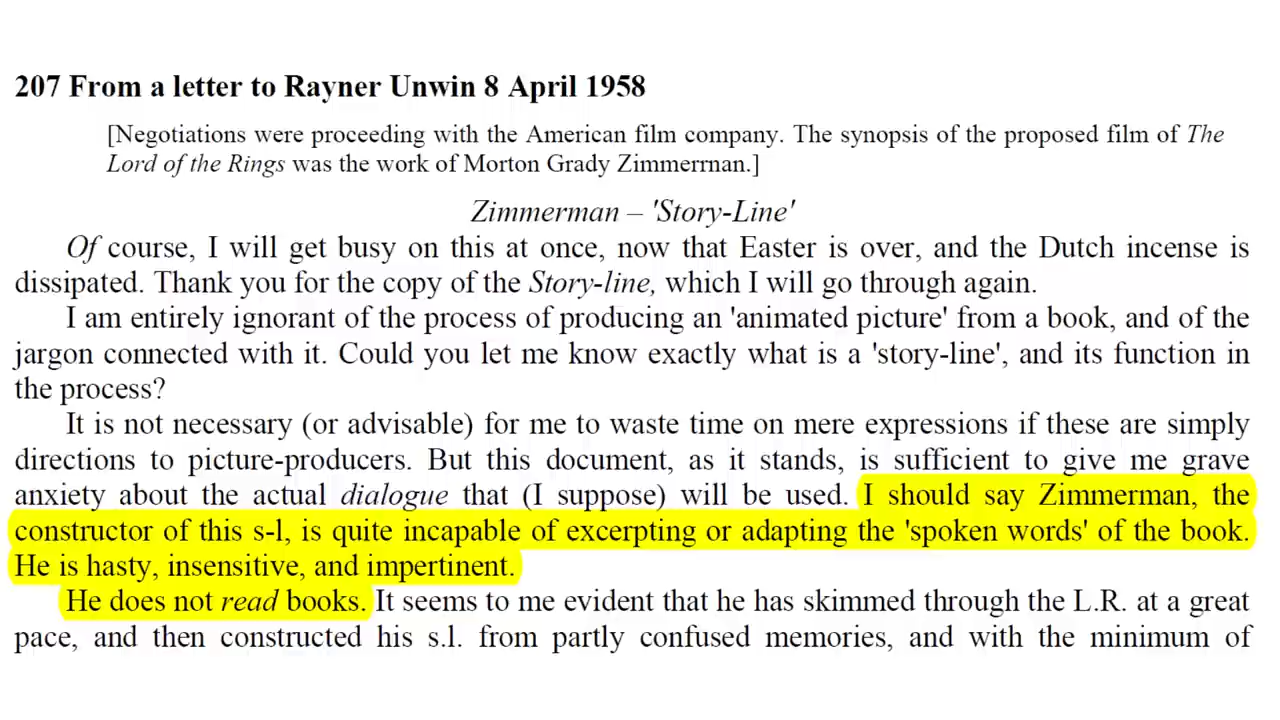 207 From a letter to Rayner Unwin 8 April 1958
[Negotiations were proceeding with the American film company. The synopsis of the proposed film of The
Lord of the Rings was the work of Morton Grady Zimmerrnan.]
Zimmerman – 'Story-Line'
Of course, I will get busy on this at once, now that Easter is over, and the Dutch incense is
dissipated. Thank you for the copy of the Story-line, which I will go through again.
I am entirely ignorant of the process of producing an 'animated picture' from a book, and of the
jargon connected with it. Could you let me know exactly what is a 'story-line', and its function in
the process?
It is not necessary (or advisable) for me to waste time on mere expressions if these are simply
directions to picture-producers. But this document, as it stands, is sufficient to give me grave
anxiety about the actual dialogue that (I suppose) will be used. I should say Zimmerman, the
constructor of this s-l, is quite incapable of excerpting or adapting the 'spoken words' of the book.
He is hasty, insensitive, and impertinent.
He does not read books. It seems to me evident that he has skimmed through the L.R. at a great
pace, and then constructed his s.l. from partly confused memories, and with the minimum of